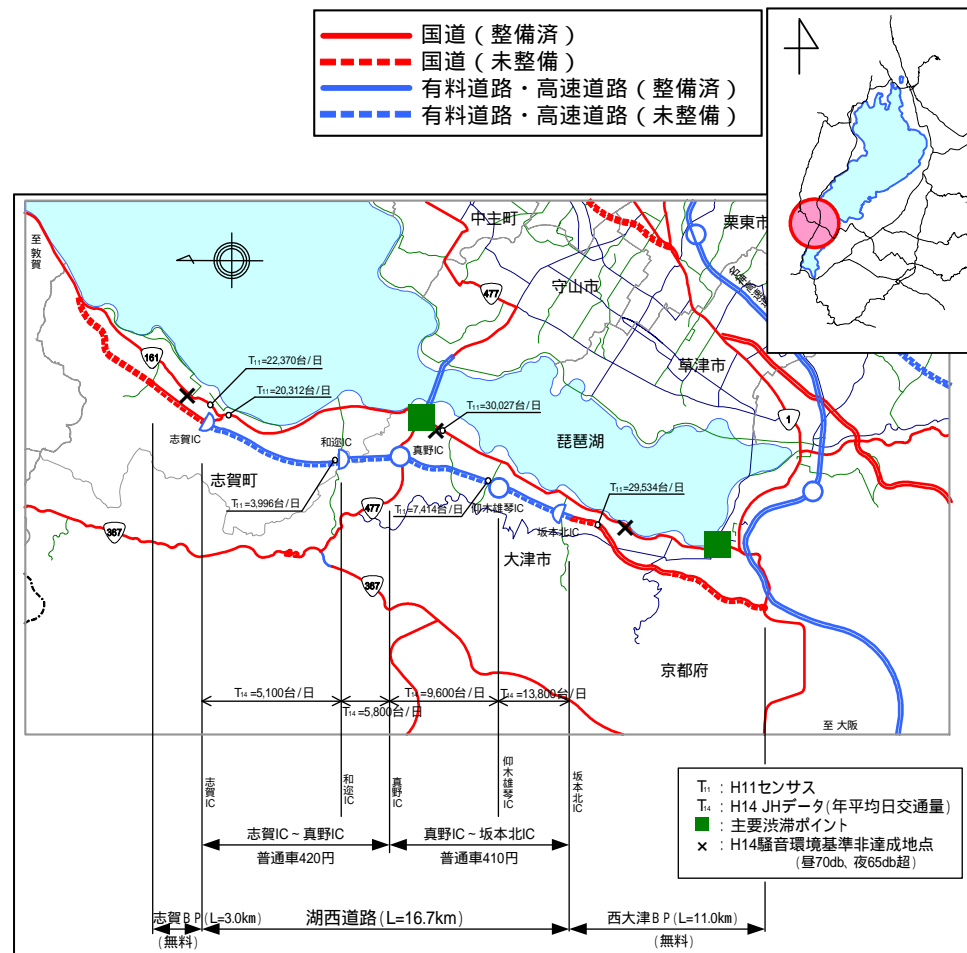 国道（整備済）
国道（未整備）
有料道路・高速道路（整備済）
有料道路・高速道路（未整備）
至敦賀
中主町
栗東市
守山市
477
草津市
161
T₁₁=22,370台/日
T₁₁=20,312台/日
T₁₁=30,027台/日
1
志賀IC
和迩IC
真野IC
琵琶湖
志賀町
T₁₁=3,996台/日
T₁₁=7,414台/日
仰木雄琴IC
T₁₁=29,534台/日
坂本北IC
477
367
大津市
367
京都府
T₁₄=5,100台/日
T₁₄=5,800台/日
T₁₄=9,600台/日
T₁₄=13,800台/日
至 大阪
志賀IC
和迩IC
真野IC
仰木雄琴IC
坂本北IC
T₁₁：H11センサス
T₁₄：H14 JHデータ(年平均日交通量)
：主要渋滞ポイント
×：H14騒音環境基準非達成地点
(昼70db、夜65db超)
志賀IC～真野IC
普通車420円
真野IC～坂本北IC
普通車410円
志賀BP(L=3.0km)
(無料)
湖西道路(L=16.7km)
西大津BP(L=11.0km)
(無料)